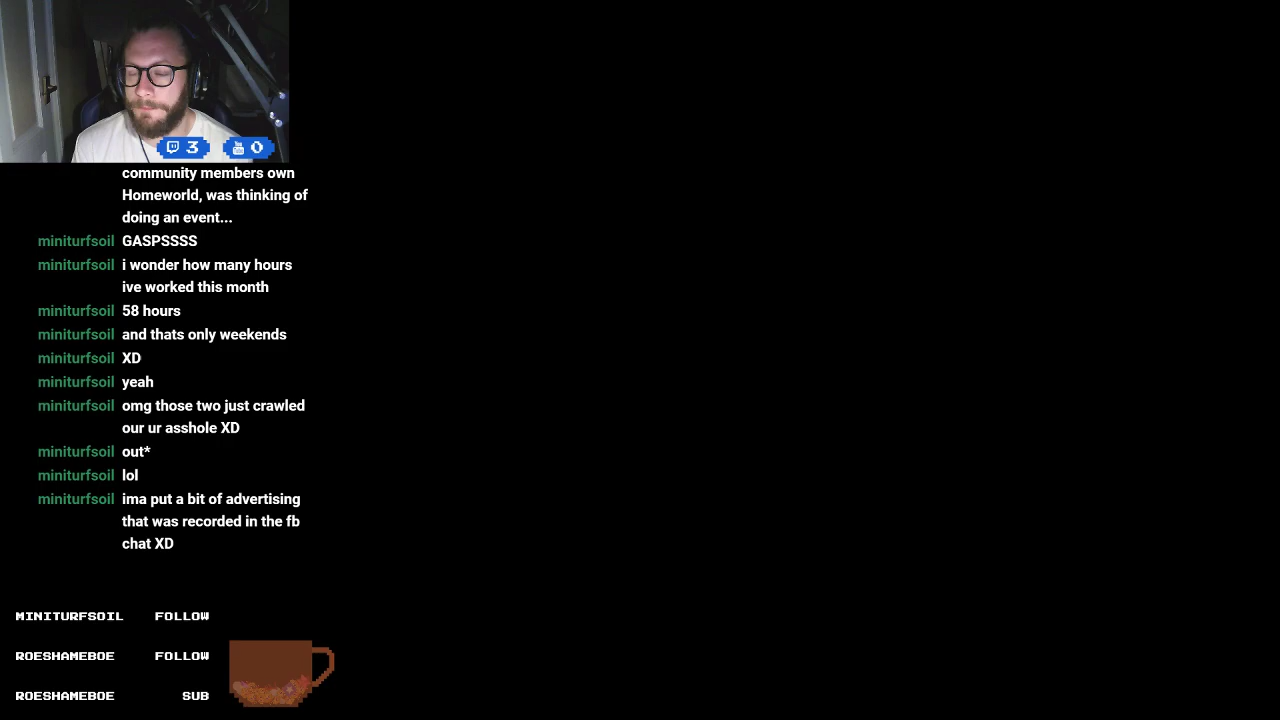 3 0
community members own
Homeworld, was thinking of
doing an event...
miniturfsoil GASPSSSS
miniturfsoil i wonder how many hours
ive worked this month
miniturfsoil 58 hours
miniturfsoil and thats only weekends
miniturfsoil XD
miniturfsoil yeah
miniturfsoil omg those two just crawled
our ur asshole XD
miniturfsoil out*
miniturfsoil lol
miniturfsoil ima put a bit of advertising
that was recorded in the fb
chat XD
MINITURFSOIL FOLLOW
ROESHAMEBOE FOLLOW
ROESHAMEBOE SUB